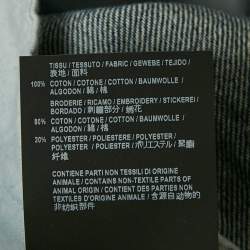 TISSU / TESSUTO / FABRIC / GEWEBE / TEJIDO /
表地 / 面料
100% COTON / COTONE / COTTON / BAUMWOLLE /
ALGODON / 綿 / 棉
BRODERIE / RICAMO / EMBROIDERY / STICKEREI /
BORDADO / 刺繍部分 / 绣花
80% COTON / COTONE / COTTON / BAUMWOLLE /
ALGODON / 綿 / 棉
20% POLYESTER / POLIESTERE / POLYESTER /
POLYESTER / POLIESTER / ポリエステル / 聚酯
纤维
CONTIENE PARTI NON TESSILI DI ORIGINE
ANIMALE / CONTAINS NON-TEXTILE PARTS
OF ANIMAL ORIGIN / CONTIENT DES PARTIES NON
TEXTILES D'ORIGINE ANIMALE / 含源自动物的
非纺织部件